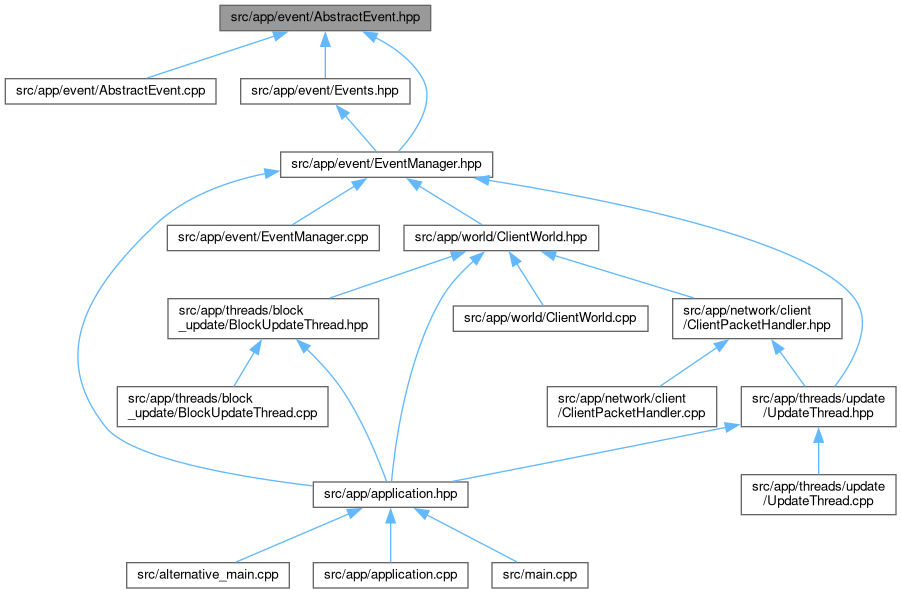 src/app/event/AbstractEvent.hpp
src/app/event/AbstractEvent.cpp
src/app/event/Events.hpp
src/app/event/EventManager.hpp
src/app/event/EventManager.cpp
src/app/world/ClientWorld.hpp
src/app/threads/block
_update/BlockUpdateThread.hpp
src/app/world/ClientWorld.cpp
src/app/network/client
/ClientPacketHandler.hpp
src/app/threads/block
_update/BlockUpdateThread.cpp
src/app/network/client
/ClientPacketHandler.cpp
src/app/threads/update
/UpdateThread.hpp
src/app/application.hpp
src/app/threads/update
/UpdateThread.cpp
src/alternative_main.cpp
src/app/application.cpp
src/main.cpp